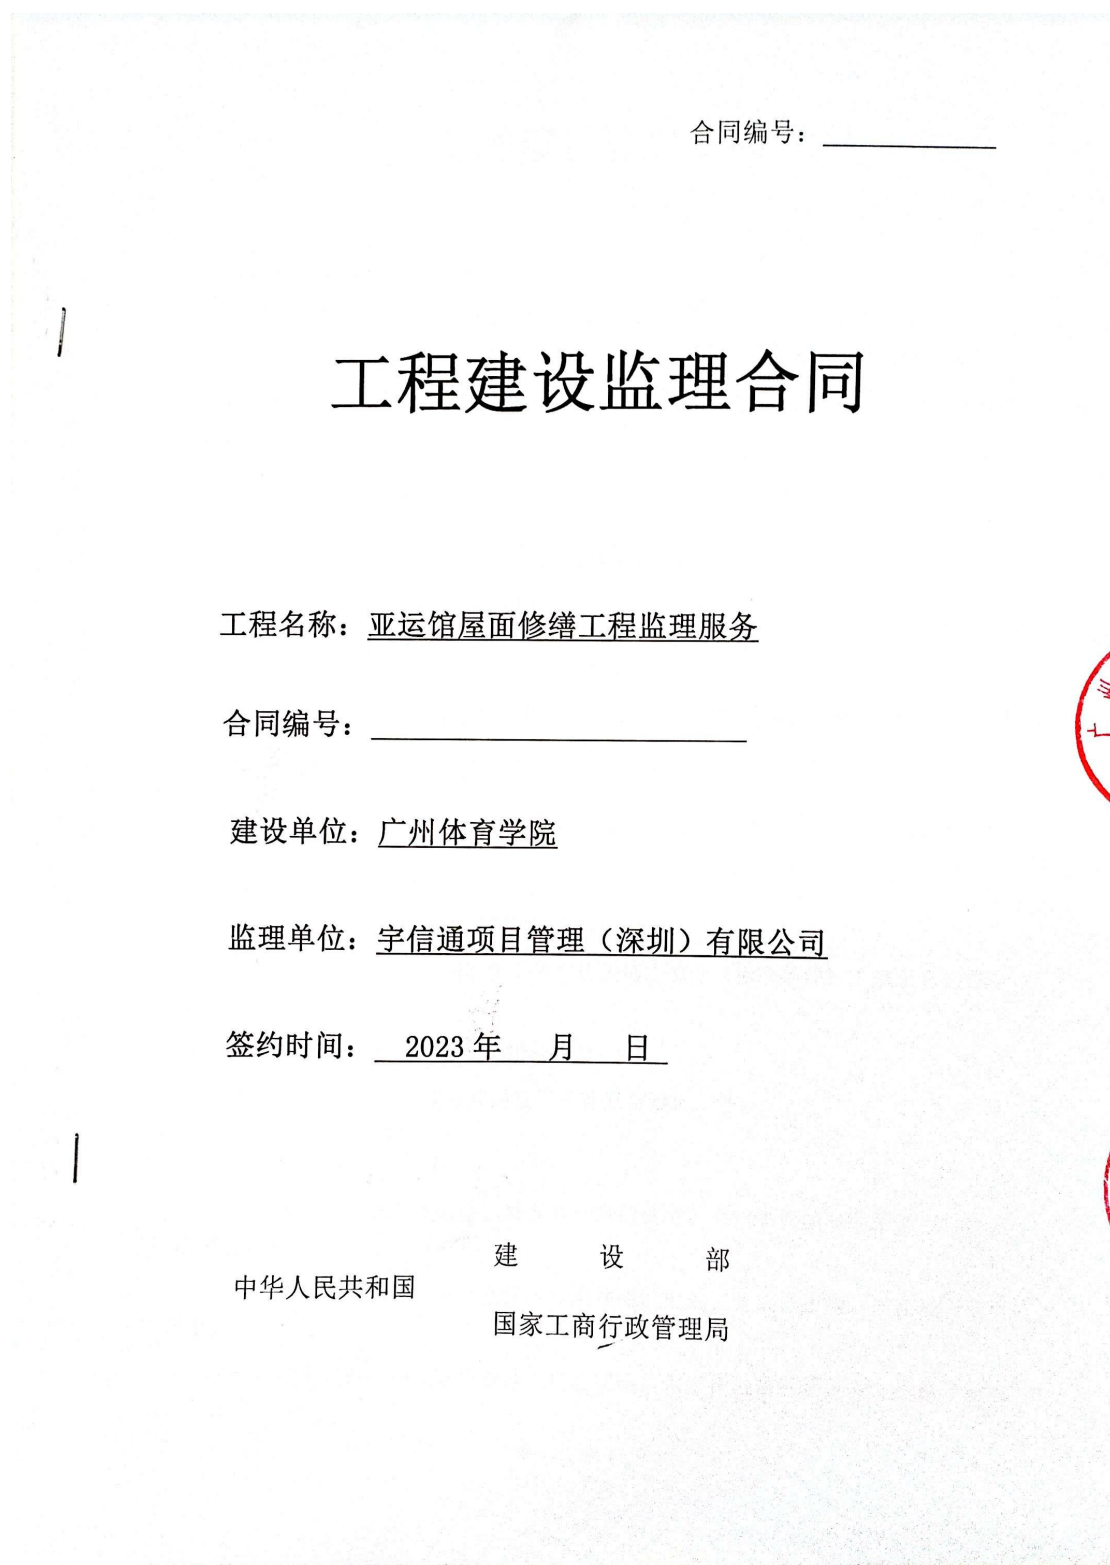 合同编号：
工程建设监理合同
工程名称：亚运馆屋面修缮工程监理服务
合同编号：
建设单位：广州体育学院
监理单位：宇信通项目管理（深圳）有限公司
签约时间： 2023年 月 日
建 设 部
中华人民共和国
国家工商行政管理局
广